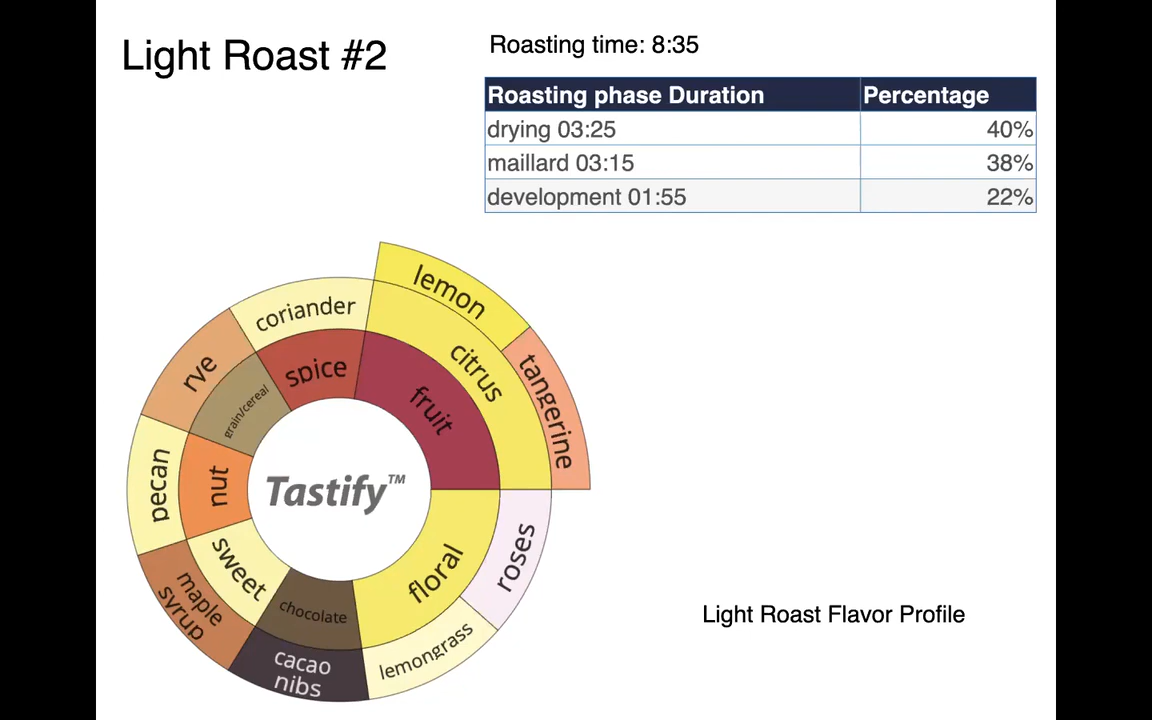 Light Roast #2
Roasting time: 8:35
Roasting phase Duration Percentage
drying 03:25 40%
maillard 03:15 38%
development 01:55 22%
lemon
tangerine
citrus
fruit
coriander
spice
rye
grain/cereal
pecan
nut
Tastify™
sweet
maple
syrup
chocolate
cacao
nibs
floral
roses
lemongrass
Light Roast Flavor Profile